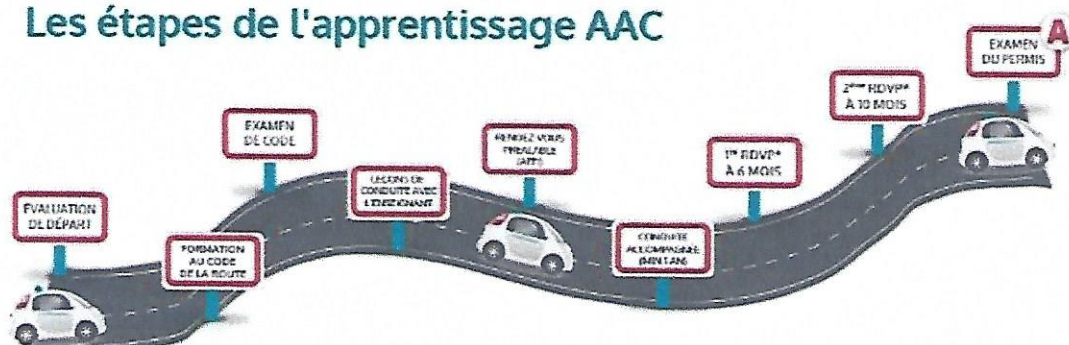 Les étapes de l'apprentissage AAC
ÉVALUATION
DE DÉPART
FORMATION
AU CODE
DE LA ROUTE
EXAMEN
DE CODE
LEÇONS DE
CONDUITE AVEC
L'ENSEIGNANT
RENDEZ-VOUS
PRÉALABLE
CONDUITE
ACCOMPAGNÉE
(MIN 1 AN)
1er RDVP*
À 6 MOIS
2ème RDVP*
À 10 MOIS
EXAMEN
DU PERMIS
A